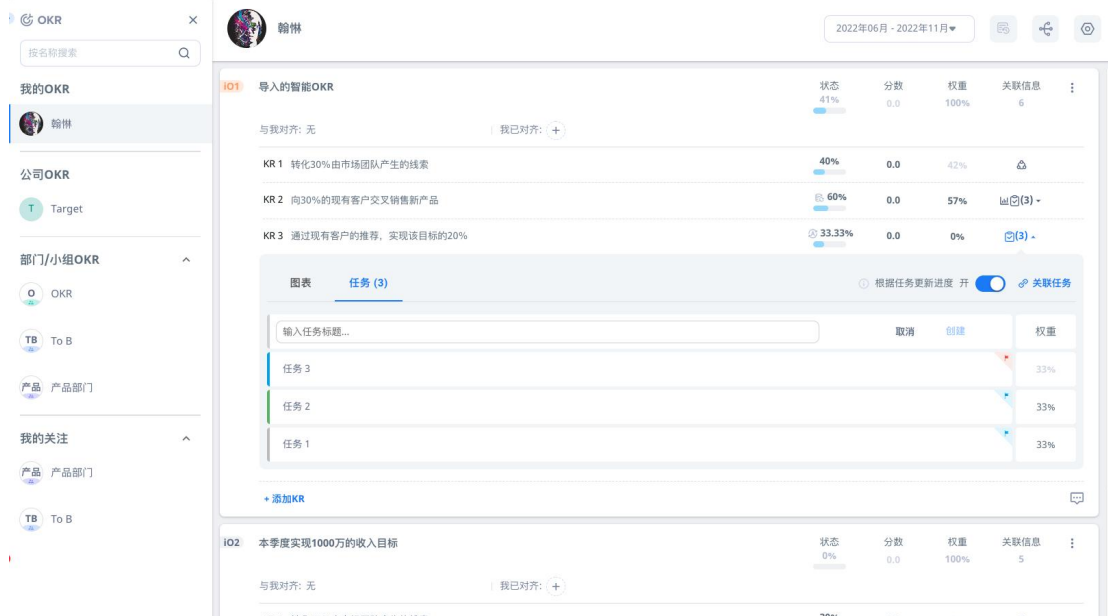 OKR
按名称搜索
我的OKR
翰惏
公司OKR
T Target
部门/小组OKR
O OKR
TB To B
产品 产品部门
我的关注
产品 产品部门
TB To B
翰惏
2022年06月 - 2022年11月
iO1 导入的智能OKR 状态 分数 权重 关联信息
41% 0.0 100% 6
与我对齐: 无 我已对齐:
KR 1 转化30%由市场团队产生的线索 40% 0.0 42%
KR 2 向30%的现有客户交叉销售新产品 60% 0.0 57% (3)
KR 3 通过现有客户的推荐，实现该目标的20% 33.33% 0.0 0% (3)
图表 任务 (3) 根据任务更新进度 开 关联任务
输入任务标题... 取消 创建 权重
任务 3 33%
任务 2 33%
任务 1 33%
+ 添加KR
iO2 本季度实现1000万的收入目标 状态 分数 权重 关联信息
0% 0.0 100% 5
与我对齐: 无 我已对齐: